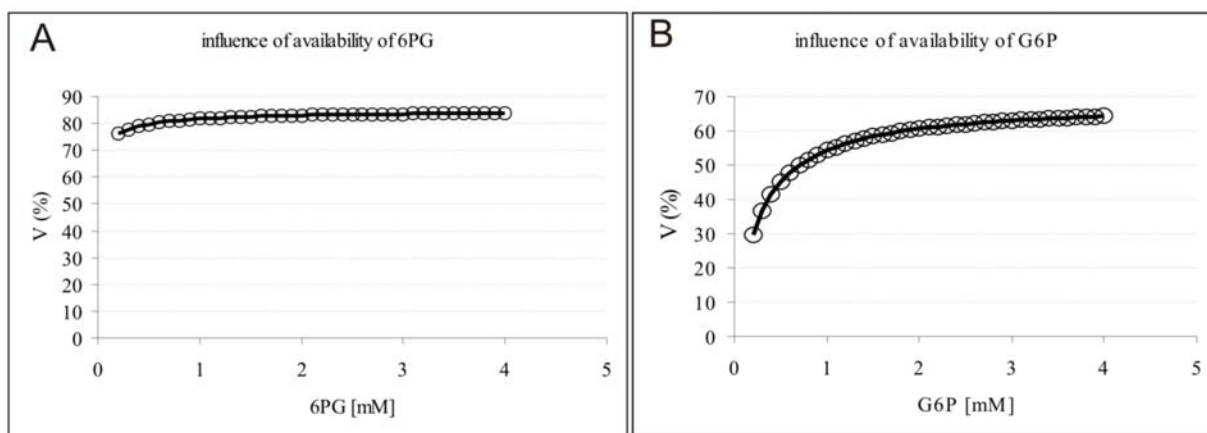 A
influence of availability of 6PG
90
80
70
60
50
40
30
20
10
0
V (%)
0 1 2 3 4 5
6PG [mM]
B
influence of availability of G6P
70
60
50
40
30
20
10
0
V (%)
0 1 2 3 4 5
G6P [mM]